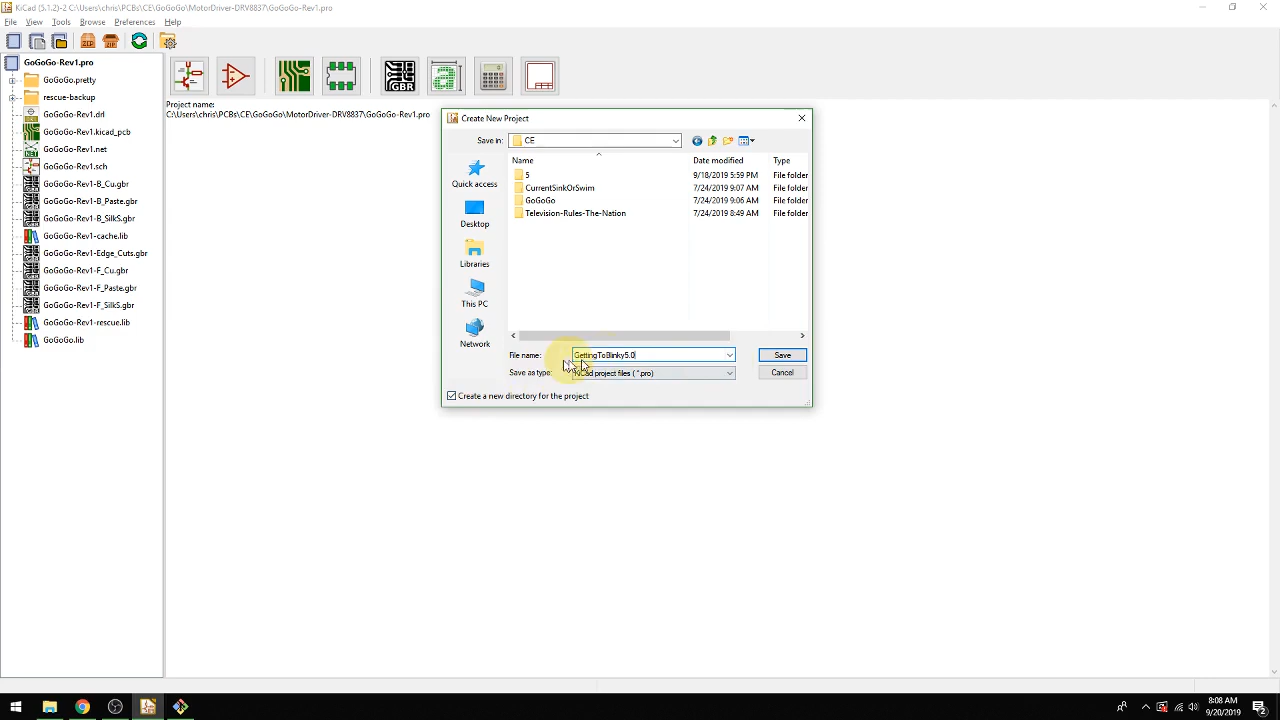 KiCad (5.1.2)-2 C:\Users\chris\PCBs\CE\GoGoGo\MotorDriver-DRV8837\GoGoGo-Rev1.pro
File View Tools Browse Preferences Help
ZIP ZIP
GoGoGo-Rev1.pro
GoGoGo.pretty
rescue-backup
GoGoGo-Rev1.drl
GoGoGo-Rev1.kicad_pcb
GoGoGo-Rev1.net
GoGoGo-Rev1.sch
GoGoGo-Rev1-B_Cu.gbr
GoGoGo-Rev1-B_Paste.gbr
GoGoGo-Rev1-B_SilkS.gbr
GoGoGo-Rev1-cache.lib
GoGoGo-Rev1-Edge_Cuts.gbr
GoGoGo-Rev1-F_Cu.gbr
GoGoGo-Rev1-F_Paste.gbr
GoGoGo-Rev1-F_SilkS.gbr
GoGoGo-Rev1-rescue.lib
GoGoGo.lib
GBR a
Project name:
C:\Users\chris\PCBs\CE\GoGoGo\MotorDriver-DRV8837\GoGoGo-Rev1.pro
Create New Project
Save in: CE
Name Date modified Type
5 9/18/2019 5:59 PM File folder
CurrentSinkOrSwim 7/24/2019 9:07 AM File folder
GoGoGo 7/24/2019 9:06 AM File folder
Television-Rules-The-Nation 7/24/2019 8:49 AM File folder
Quick access
Desktop
Libraries
This PC
Network
File name: GettingToBlinky5.0 Save
Save as type: KiCad project files (*.pro) Cancel
Create a new directory for the project
8:08 AM
9/20/2019
2